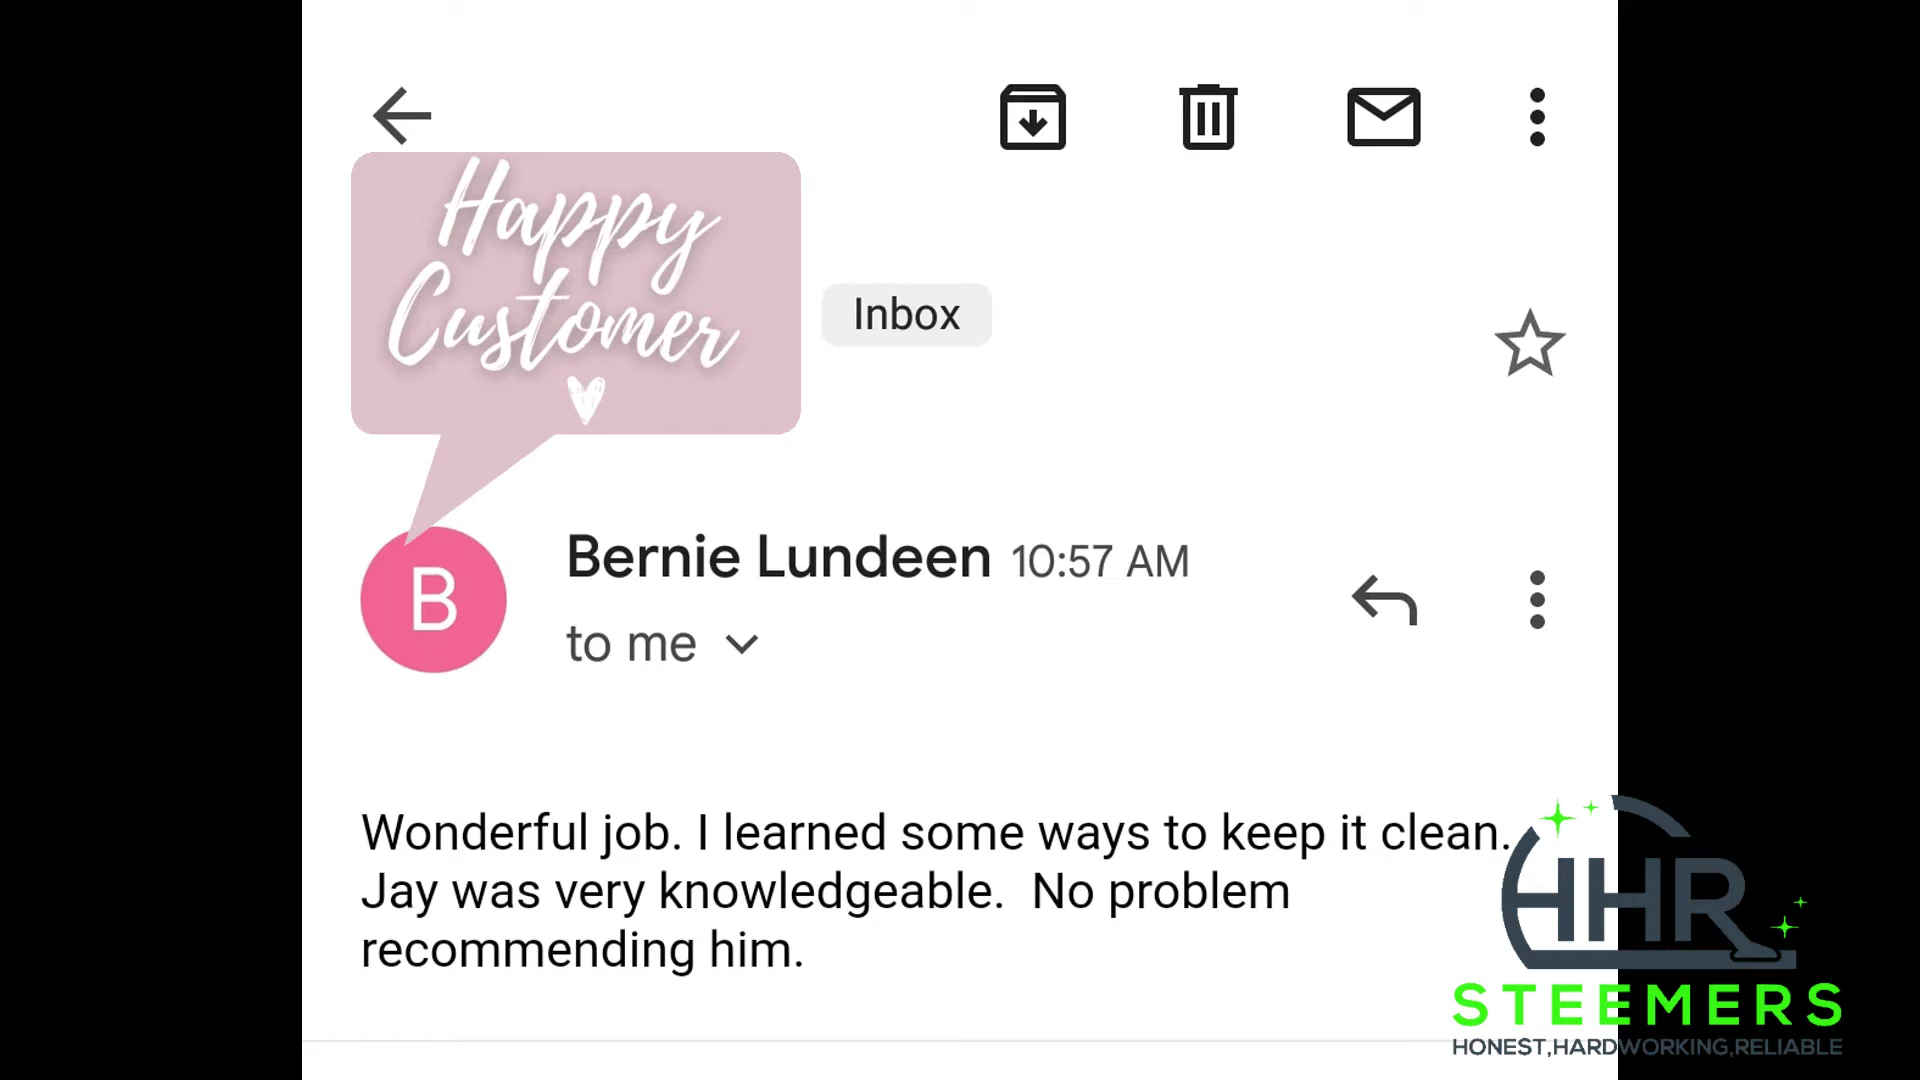 Happy
Customer
Inbox
B
Bernie Lundeen 10:57 AM
to me
Wonderful job. I learned some ways to keep it clean.
Jay was very knowledgeable.  No problem
recommending him.
HHR
STEEMERS
HONEST,HARDWORKING,RELIABLE